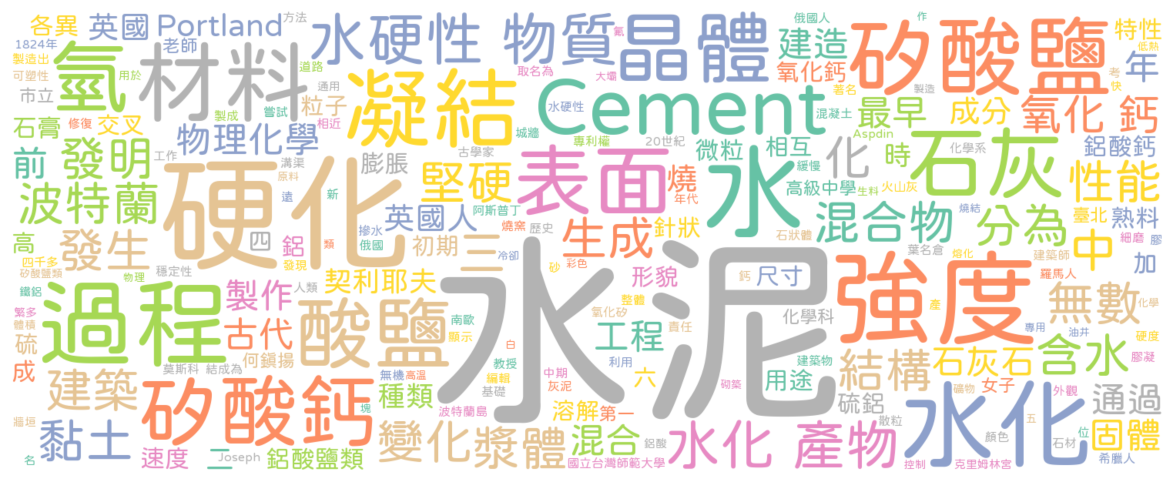 各異 英國 Portland 方法 水硬性 物質 氟 晶體 俄國人 作 矽酸鹽 特性
1824年 老師 建造 低熱
製造出 氫 材料 道路 取名為 大壩 氧化鈣 著名 製造 考 年
可塑性 用於 通用 凝結 Cement 快
市立 製成 嘗試 粒子 水硬性 混凝土 最早 成分 氧化 鈣
石膏 修復 交叉 物理化學 相近 城牆 專利權 20世紀 微粒 相互 化 Aspdin 化學系 鋁酸鈣
前 發明 工作 溝渠 膨脹 古學家 表面 燒 水 緩慢 時 石灰 性能
波特蘭 硬化 原料 堅硬 年代 高級中學 生料 火山灰
遠 新 英國人 阿斯普丁 針狀 混合物 燒結 分為 臺北 熟料
高 發生 四 鋁 摻水 燒窯 歷史 生成 石狀體 葉名倉 建築師 中 細磨 膠
四千多 類 俄國 初期 三 冷卻 砂 彩色 形貌 鈣 尺寸 熔化 羅馬人 加
矽酸鹽類 穩定性 發現 物理 契利耶夫 水泥 強度 無數
鐵鋁 過程 製作 人類 酸鹽 南歐 整體 氧化矽 化學科 產 專用 油井 化學
繁多 體積 古代 顯示 工程 責任 硬度
硫 何鎮揚 白 教授 利用 建築物 結構 石灰石 含水 膠凝
成 建築 莫斯科 結成為 無機 高溫 編輯 中期 灰泥 砌築 六 用途 礦物 女子 外觀
矽酸鈣 塊 種類 基礎 硫鋁 通過
牆垣 波特蘭島 溶解 第一 散粒 水化 五
黏土 變化 漿體 混合 鋁酸 水化 產物 顏色 石材 位 固體
名 速度 二 Joseph 鋁酸鹽類 國立台灣師範大學 控制 克里姆林宮 希臘人